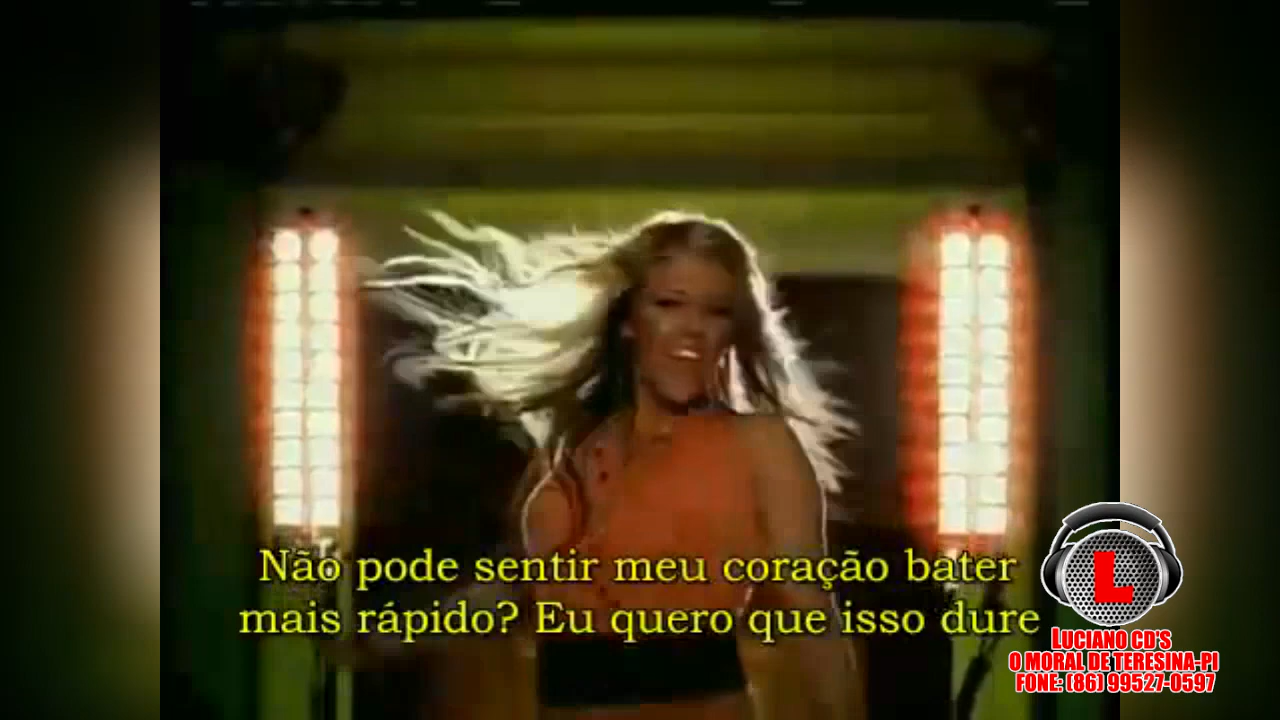 Não pode sentir meu coração bater
mais rápido? Eu quero que isso dure
L
LUCIANO CD'S
O MORAL DE TERESINA-PI
FONE: (86) 99527-0597